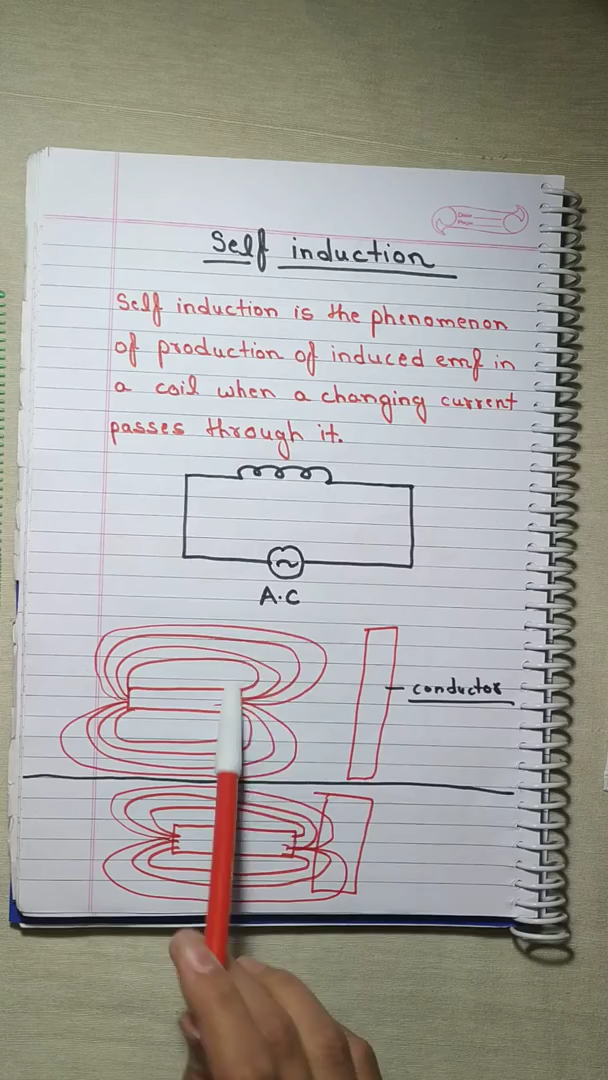 Self induction
Self induction is the phenomenon
of production of induced emf in
a coil when a changing current
passes through it.
A.C
conductor